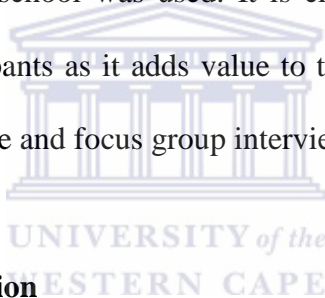 school was used. It is
pants as it adds value to t
e and focus group interview
UNIVERSITY of the
ion
WESTERN CAPE